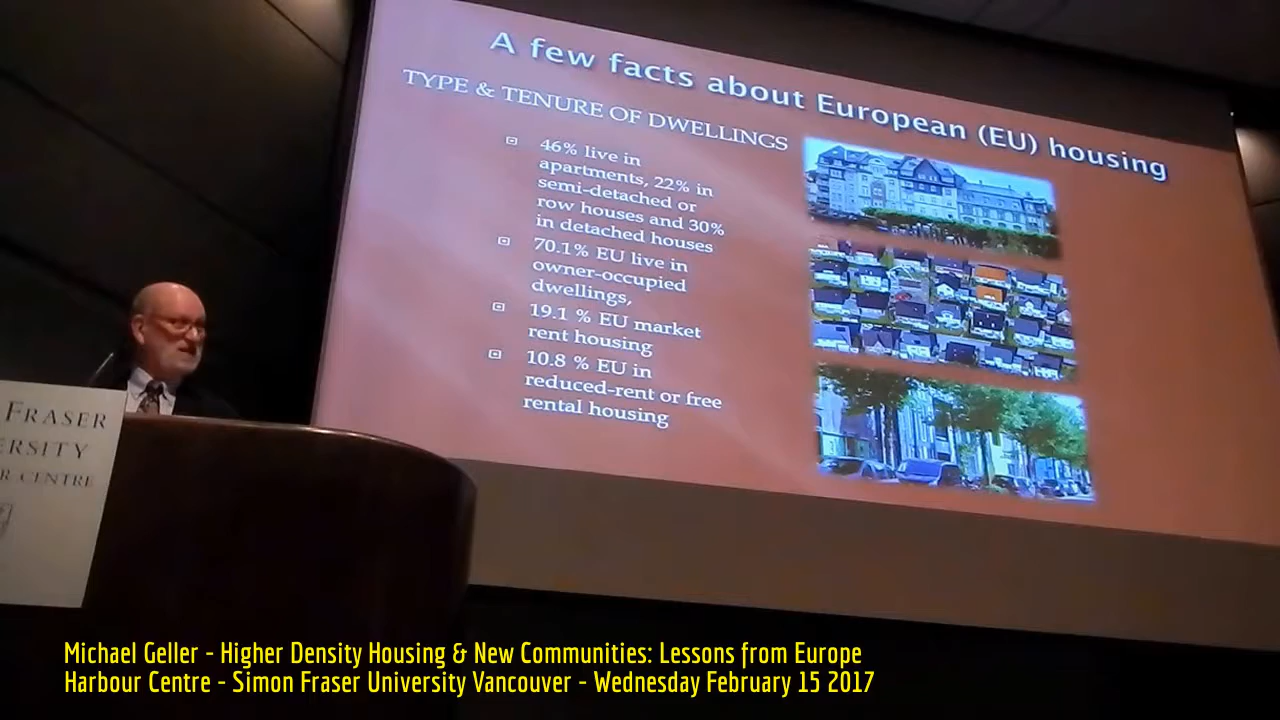 A few facts about European (EU) housing
TYPE & TENURE OF DWELLINGS
46% live in
apartments, 22% in
semi-detached or
row houses and 30%
in detached houses
70.1% EU live in
owner-occupied
dwellings,
19.1 % EU market
rent housing
10.8 % EU in
reduced-rent or free
rental housing
FRASER
ERSITY
R CENTRE
Michael Geller - Higher Density Housing & New Communities: Lessons from Europe
Harbour Centre - Simon Fraser University Vancouver - Wednesday February 15 2017